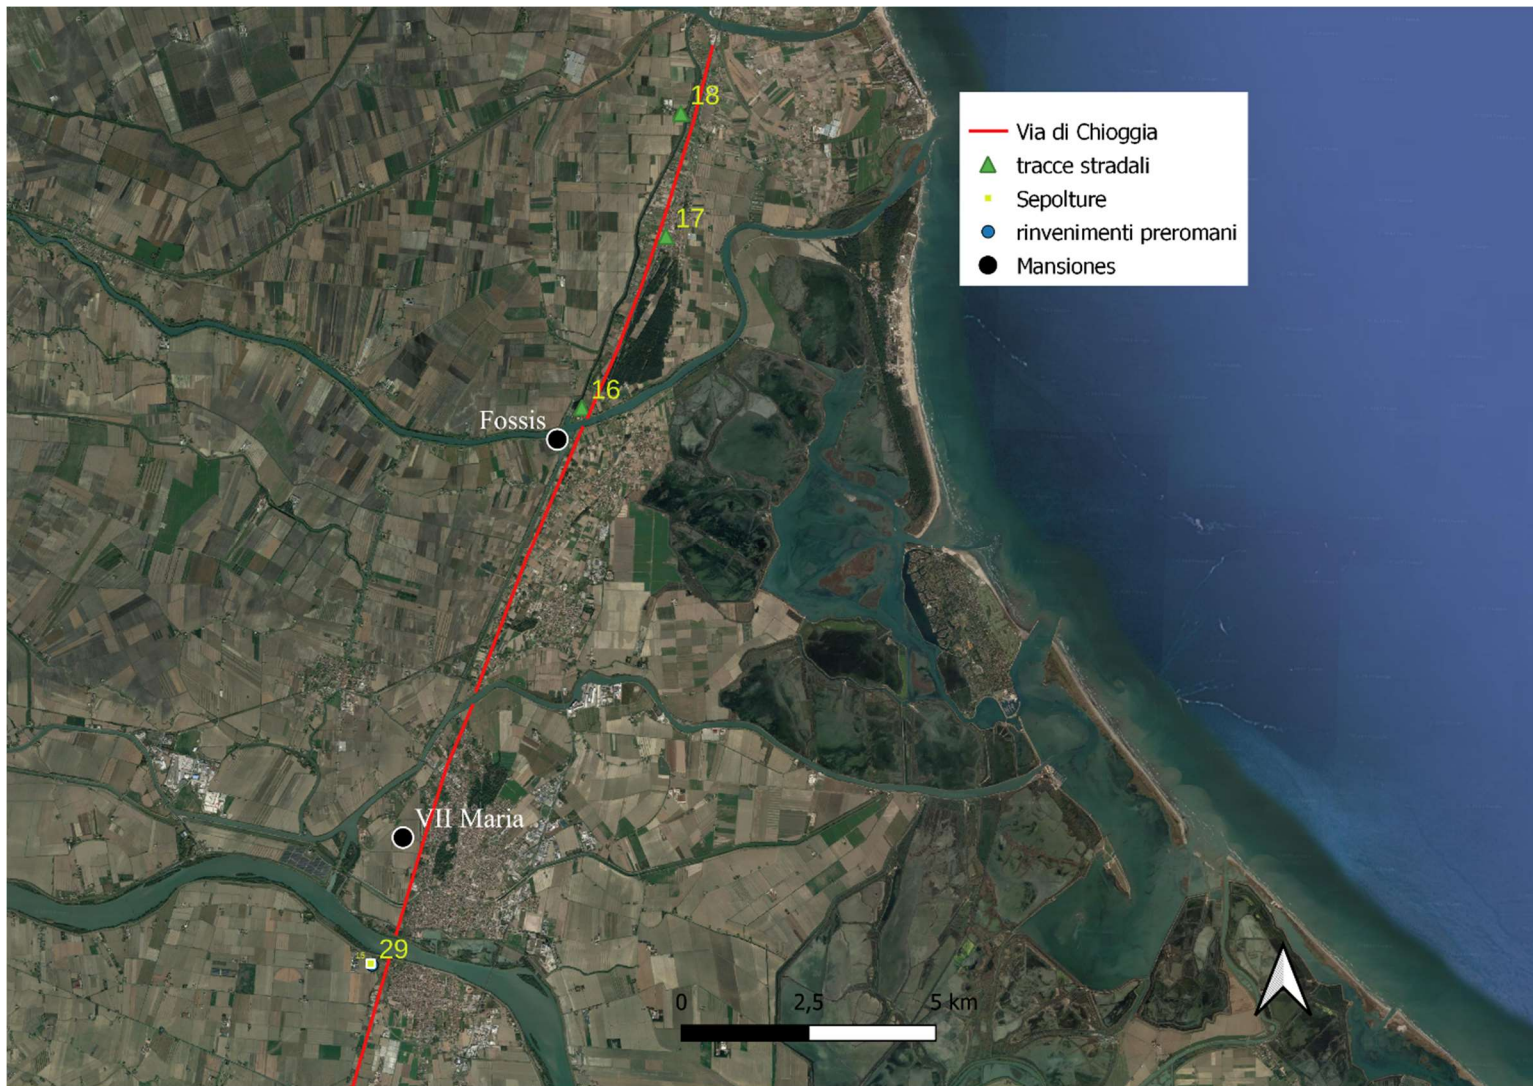 18
Via di Chioggia
tracce stradali
Sepolture
17
rinvenimenti preromani
Mansiones
16
Fossis
VII Maria
29
0 2,5 5 km